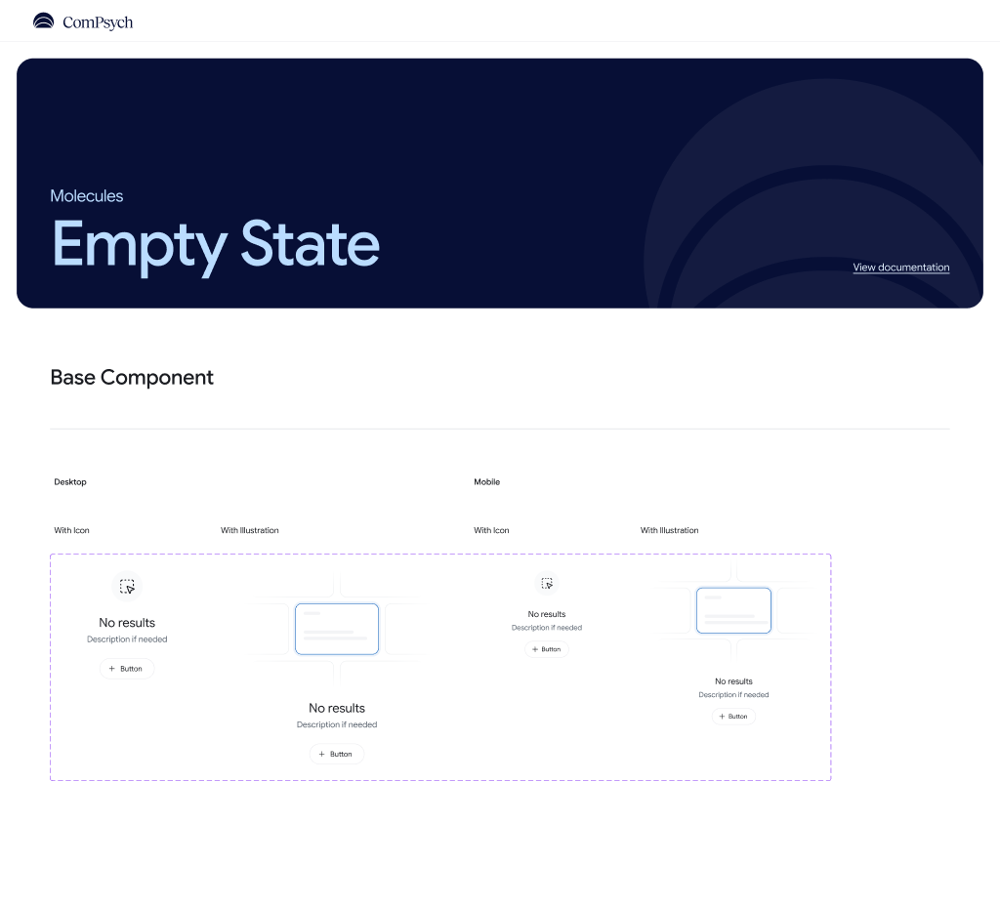 ComPsych
Molecules
Empty State
View documentation
Base Component
Desktop
Mobile
With Icon
With Illustration
With Icon
With Illustration
No results
Description if needed
Button
No results
Description if needed
Button
No results
Description if needed
Button
No results
Description if needed
Button